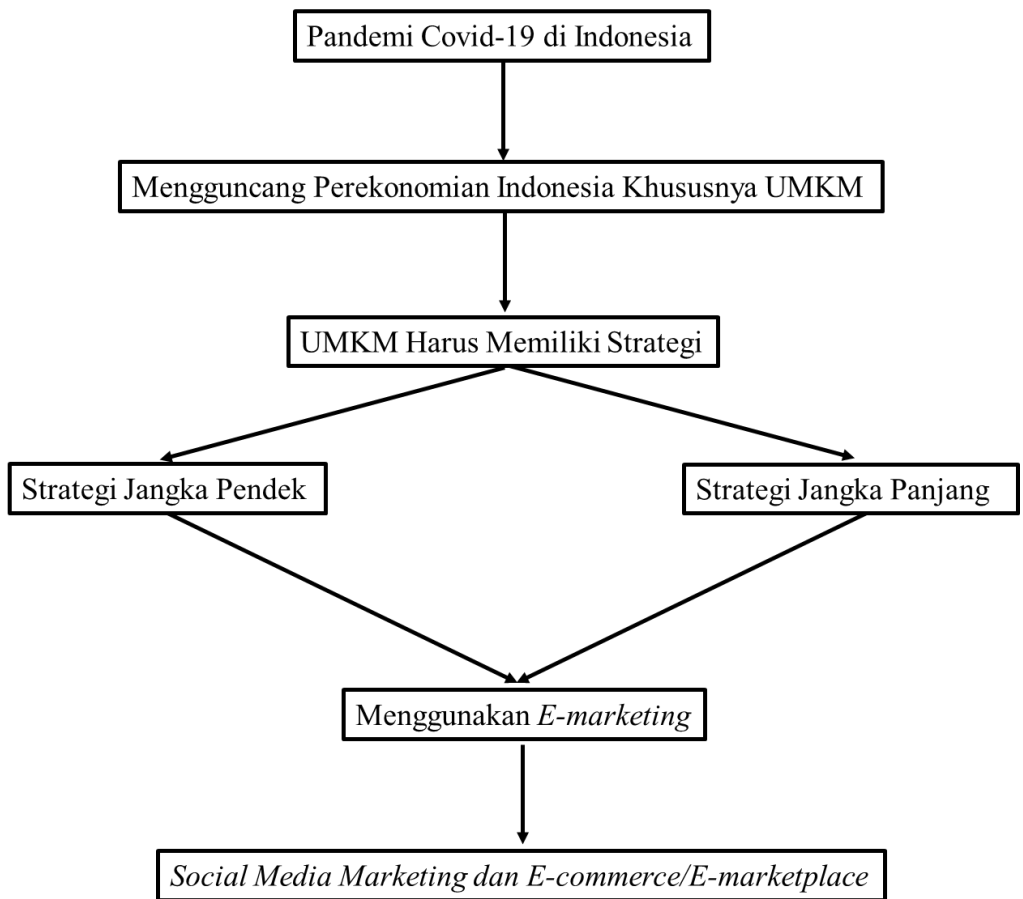 Pandemi Covid-19 di Indonesia
Mengguncang Perekonomian Indonesia Khususnya UMKM
UMKM Harus Memiliki Strategi
Strategi Jangka Pendek
Strategi Jangka Panjang
Menggunakan E-marketing
Social Media Marketing dan E-commerce/E-marketplace